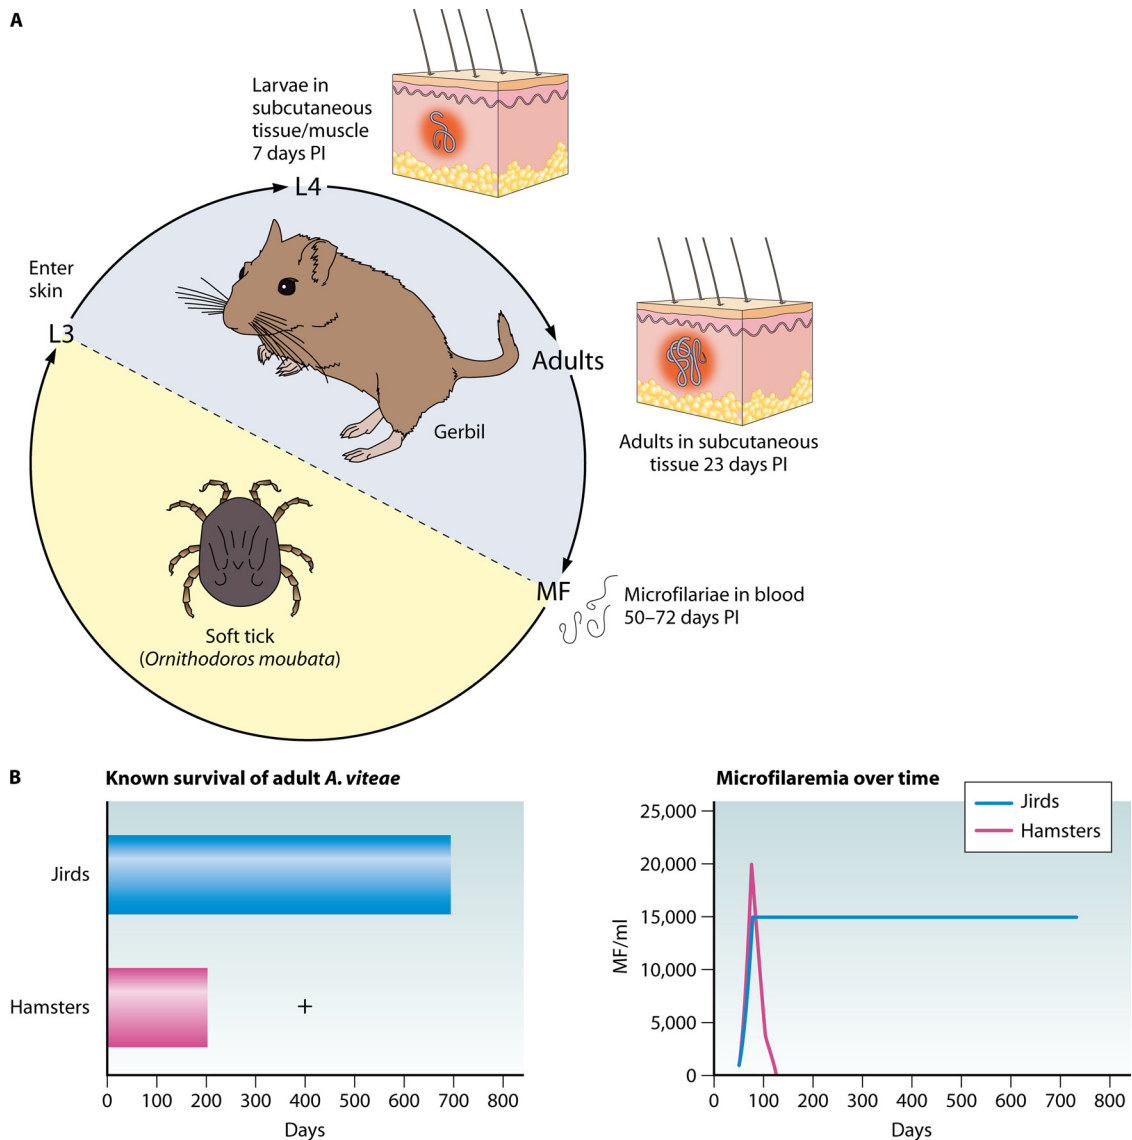 A
Larvae in
subcutaneous
tissue/muscle
7 days PI
L4
Enter
skin
L3
Adults
Gerbil
Adults in subcutaneous
tissue 23 days PI
MF
Microfilariae in blood
50–72 days PI
Soft tick
(Ornithodoros moubata)
B
Known survival of adult A. viteae
Jirds
Hamsters
+
0 100 200 300 400 500 600 700 800
Days
Microfilaremia over time
Jirds
Hamsters
MF/ml
25,000
20,000
15,000
10,000
5,000
0
0 100 200 300 400 500 600 700 800
Days